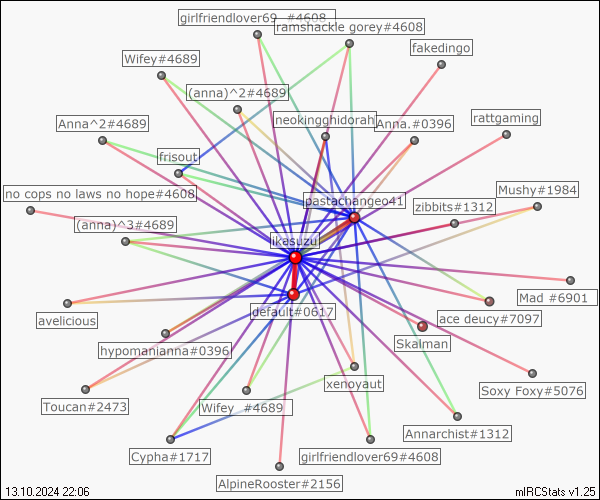 girlfriendlover69_#4608
ramshackle gorey#4608
fakedingo
Wifey#4689
(anna)^2#4689
neokingghidorah
Anna.#0396
rattgaming
Anna^2#4689
frisout
no cops no laws no hope#4608
pastachangeo41
zibbits#1312
Mushy#1984
(anna)^3#4689
ikesuzu
default#0617
Mad #6901
avelicious
ace deucy#7097
hypomanianna#0396
Skalman
xenoyaut
Soxy Foxy#5076
Toucan#2473
Wifey_#4689
Annarchist#1312
Cypha#1717
girlfriendlover69#4608
AlpineRooster#2156
13.10.2024 22:06
mIRCStats v1.25